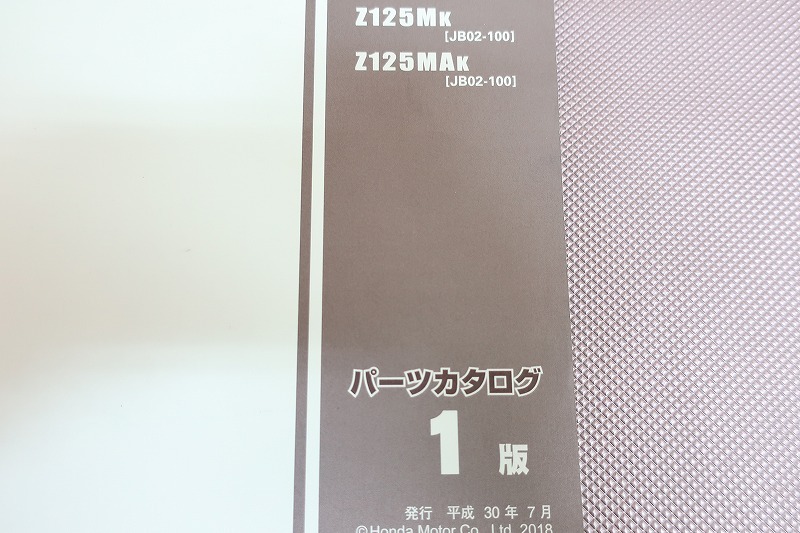 Z125MK
[JB02-100]
Z125MAK
[JB02-100]
パーツカタログ
1 版
発行 平成 30 年 7 月
©Honda Motor Co., Ltd. 2018